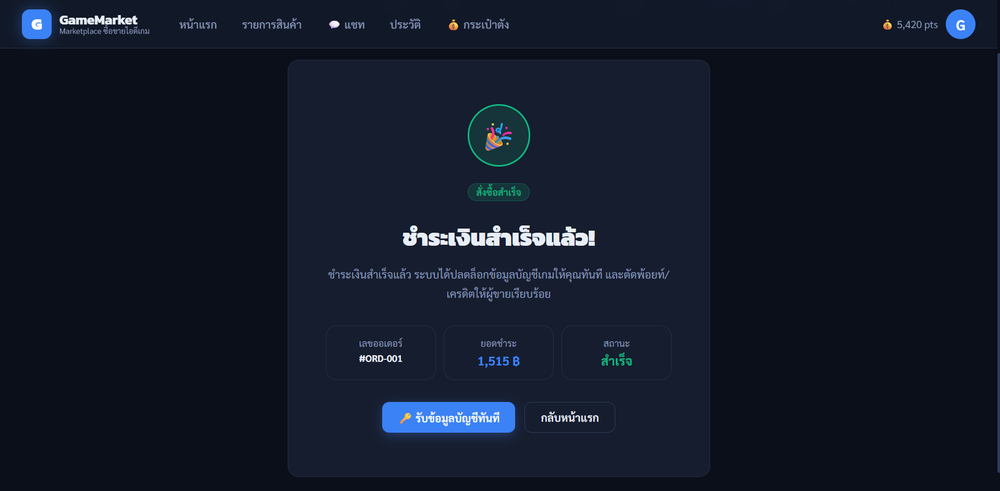 G
GameMarket
Marketplace ซื้อขายไอดีเกม
หน้าแรก
รายการสินค้า
แชท
ประวัติ
กระเป๋าตัง
5,420 pts
G
สั่งซื้อสำเร็จ
ชำระเงินสำเร็จแล้ว!
ชำระเงินสำเร็จแล้ว ระบบได้ปลดล็อกข้อมูลบัญชีเกมให้คุณทันที และตัดพ้อยท์/
เครดิตให้ผู้ขายเรียบร้อย
เลขออเดอร์
#ORD-001
ยอดชำระ
1,515 ฿
สถานะ
สำเร็จ
รับข้อมูลบัญชีทันที
กลับหน้าแรก